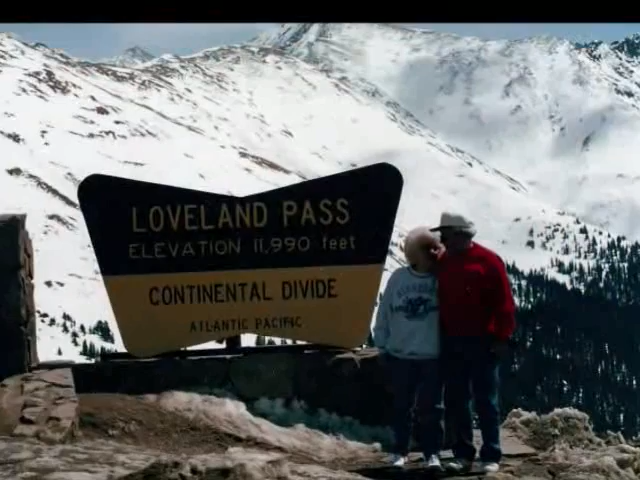 LOVELAND PASS
ELEVATION 11,990 feet
CONTINENTAL DIVIDE
ATLANTIC PACIFIC